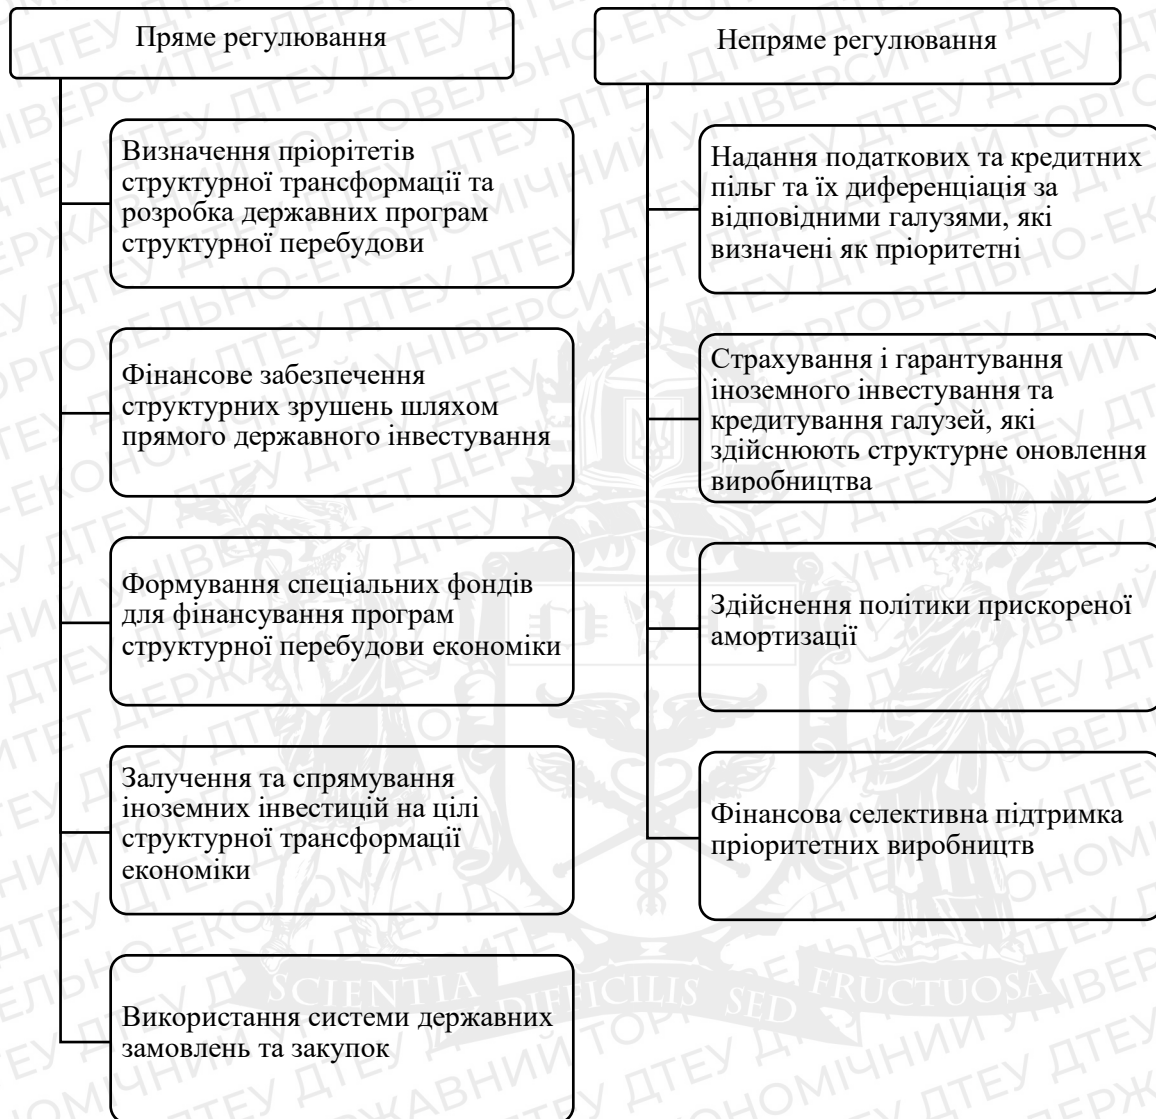 Пряме регулювання
Визначення пріорітетів
структурної трансформації та
розробка державних програм
структурної перебудови
Фінансове забезпечення
структурних зрушень шляхом
прямого державного інвестування
Формування спеціальних фондів
для фінансування програм
структурної перебудови економіки
Залучення та спрямування
іноземних інвестицій на цілі
структурної трансформації
економіки
Використання системи державних
замовлень та закупок
Непряме регулювання
Надання податкових та кредитних
пільг та їх диференціація за
відповідними галузями, які
визначені як пріоритетні
Страхування і гарантування
іноземного інвестування та
кредитування галузей, які
здійснюють структурне оновлення
виробництва
Здійснення політики прискореної
амортизації
Фінансова селективна підтримка
пріоритетних виробництв
SCIENTIA DIFFICILIS SED FRUCTUOSA